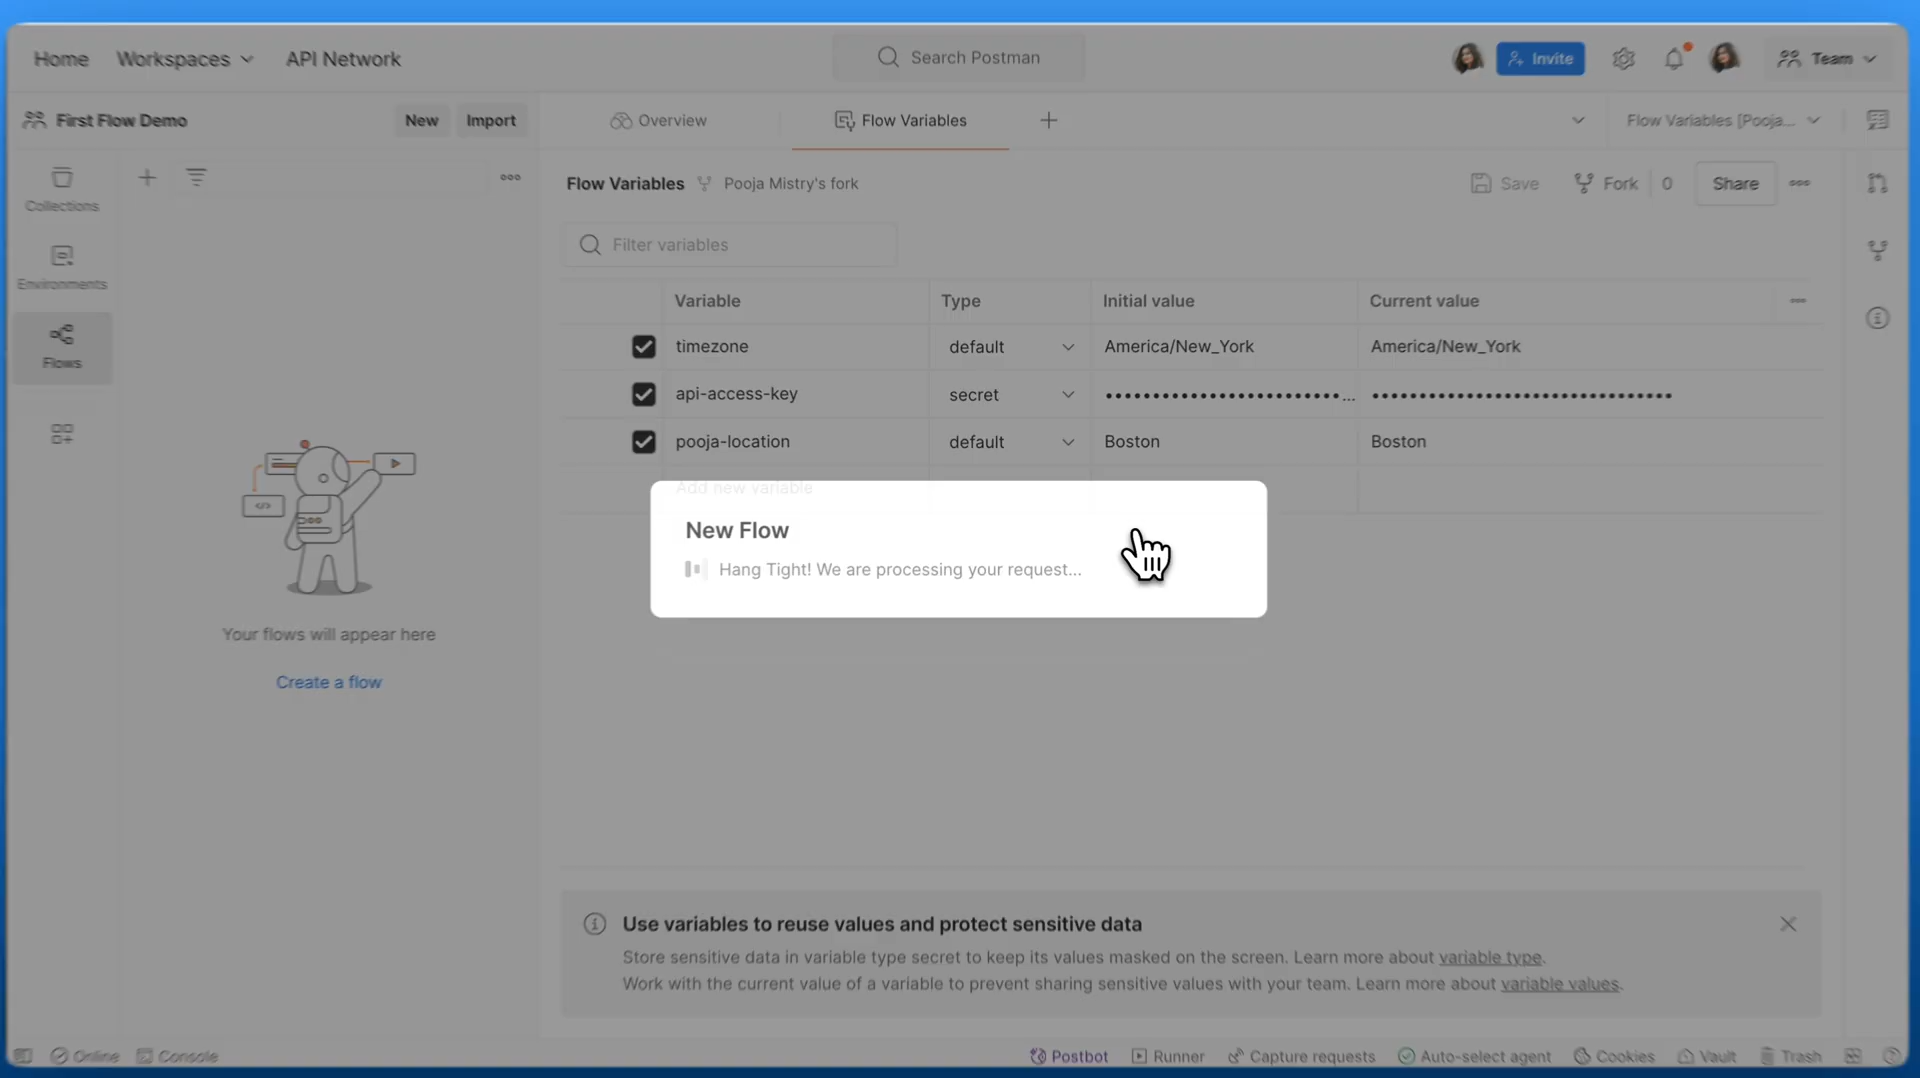 Home
Workspaces
API Network
Search Postman
Invite
Team
First Flow Demo
New
Import
Overview
Flow Variables
Flow Variables [Pooja...
Collections
Environments
Flows
Your flows will appear here
Create a flow
Flow Variables
Pooja Mistry's fork
Save
Fork
0
Share
Filter variables
Variable
Type
Initial value
Current value
timezone
default
America/New_York
America/New_York
api-access-key
secret
••••••••••••••••••••••••...
•••••••••••••••••••••••••••••••
pooja-location
default
Boston
Boston
Add new variable
New Flow
Hang Tight! We are processing your request...
Use variables to reuse values and protect sensitive data
Store sensitive data in variable type secret to keep its values masked on the screen. Learn more about variable type.
Work with the current value of a variable to prevent sharing sensitive values with your team. Learn more about variable values.
Online
Console
Postbot
Runner
Capture requests
Auto-select agent
Cookies
Vault
Trash